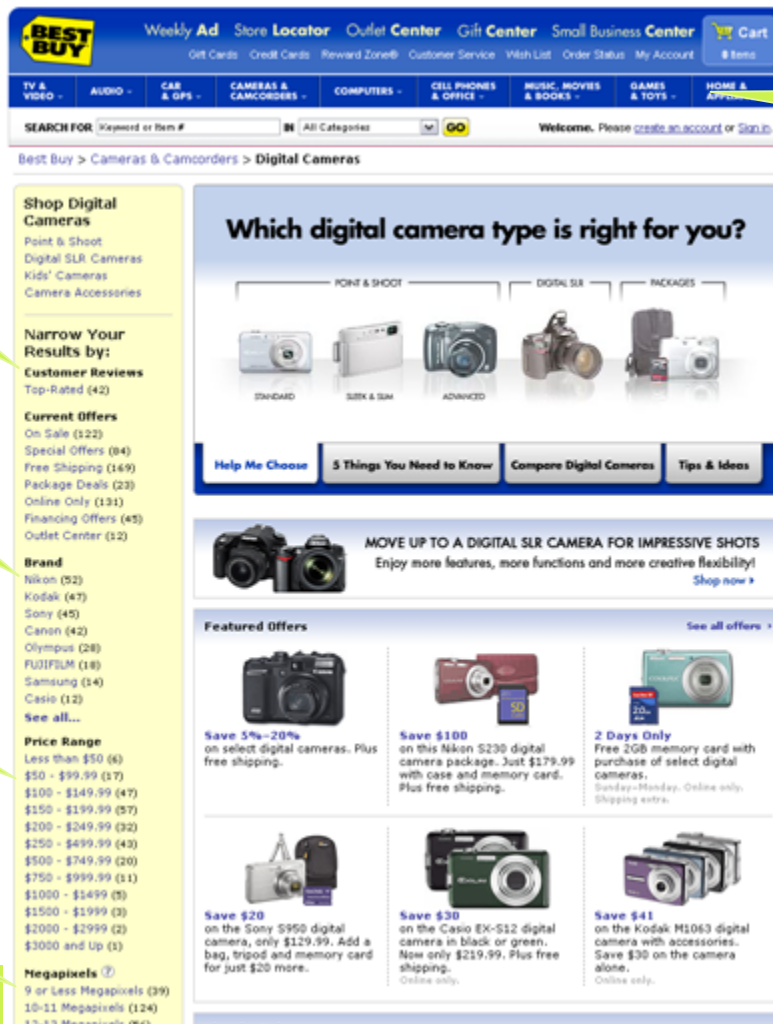 BEST BUY
Weekly Ad Store Locator Outlet Center Gift Center Small Business Center
Cart
Gift Cards Credit Cards Reward Zone® Customer Service Wish List Order Status My Account
Items
TV & VIDEO
AUDIO
CAR & GPS
CAMERAS & CAMCORDERS
COMPUTERS
CELL PHONES & OFFICE
MUSIC, MOVIES & BOOKS
GAMES & TOYS
HOME &
SEARCH FOR Keyword or Item # IN All Categories GO
Welcome. Please create an account or Sign in.
Best Buy > Cameras & Camcorders > Digital Cameras
Shop Digital
Cameras
Point & Shoot
Digital SLR Cameras
Kids' Cameras
Camera Accessories
Narrow Your
Results by:
Customer Reviews
Top-Rated (42)
Current Offers
On Sale (122)
Special Offers (84)
Free Shipping (169)
Package Deals (23)
Online Only (131)
Financing Offers (45)
Outlet Center (12)
Brand
Nikon (52)
Kodak (47)
Sony (45)
Canon (42)
Olympus (28)
FUJIFILM (18)
Samsung (14)
Casio (12)
See all...
Price Range
Less than $50 (6)
$50 - $99.99 (17)
$100 - $149.99 (47)
$150 - $199.99 (57)
$200 - $249.99 (32)
$250 - $499.99 (43)
$500 - $749.99 (20)
$750 - $999.99 (11)
$1000 - $1499 (5)
$1500 - $1999 (3)
$2000 - $2999 (2)
$3000 and Up (1)
Megapixels ?
9 or Less Megapixels (39)
10-11 Megapixels (124)
Which digital camera type is right for you?
POINT & SHOOT
DIGITAL SLR
PACKAGES
STANDARD
SLEEK & SLIM
ADVANCED
Help Me Choose
5 Things You Need to Know
Compare Digital Cameras
Tips & Ideas
MOVE UP TO A DIGITAL SLR CAMERA FOR IMPRESSIVE SHOTS
Enjoy more features, more functions and more creative flexibility!
Shop now
Featured Offers
See all offers
Save 5%-20%
on select digital cameras. Plus
free shipping.
SD
Save $100
on this Nikon S230 digital
camera package. Just $179.99
with case and memory card.
Plus free shipping.
2 Days Only
Free 2GB memory card with
purchase of select digital
cameras.
Sunday-Monday. Online only.
Shipping extra.
Save $20
on the Sony S950 digital
camera, only $129.99. Add a
bag, tripod and memory card
for just $20 more.
Save $30
on the Casio EX-S12 digital
camera in black or green.
Now only $219.99. Plus free
shipping.
Online only.
Save $41
on the Kodak M1063 digital
camera with accessories.
Save $30 on the camera
alone.
Online only.